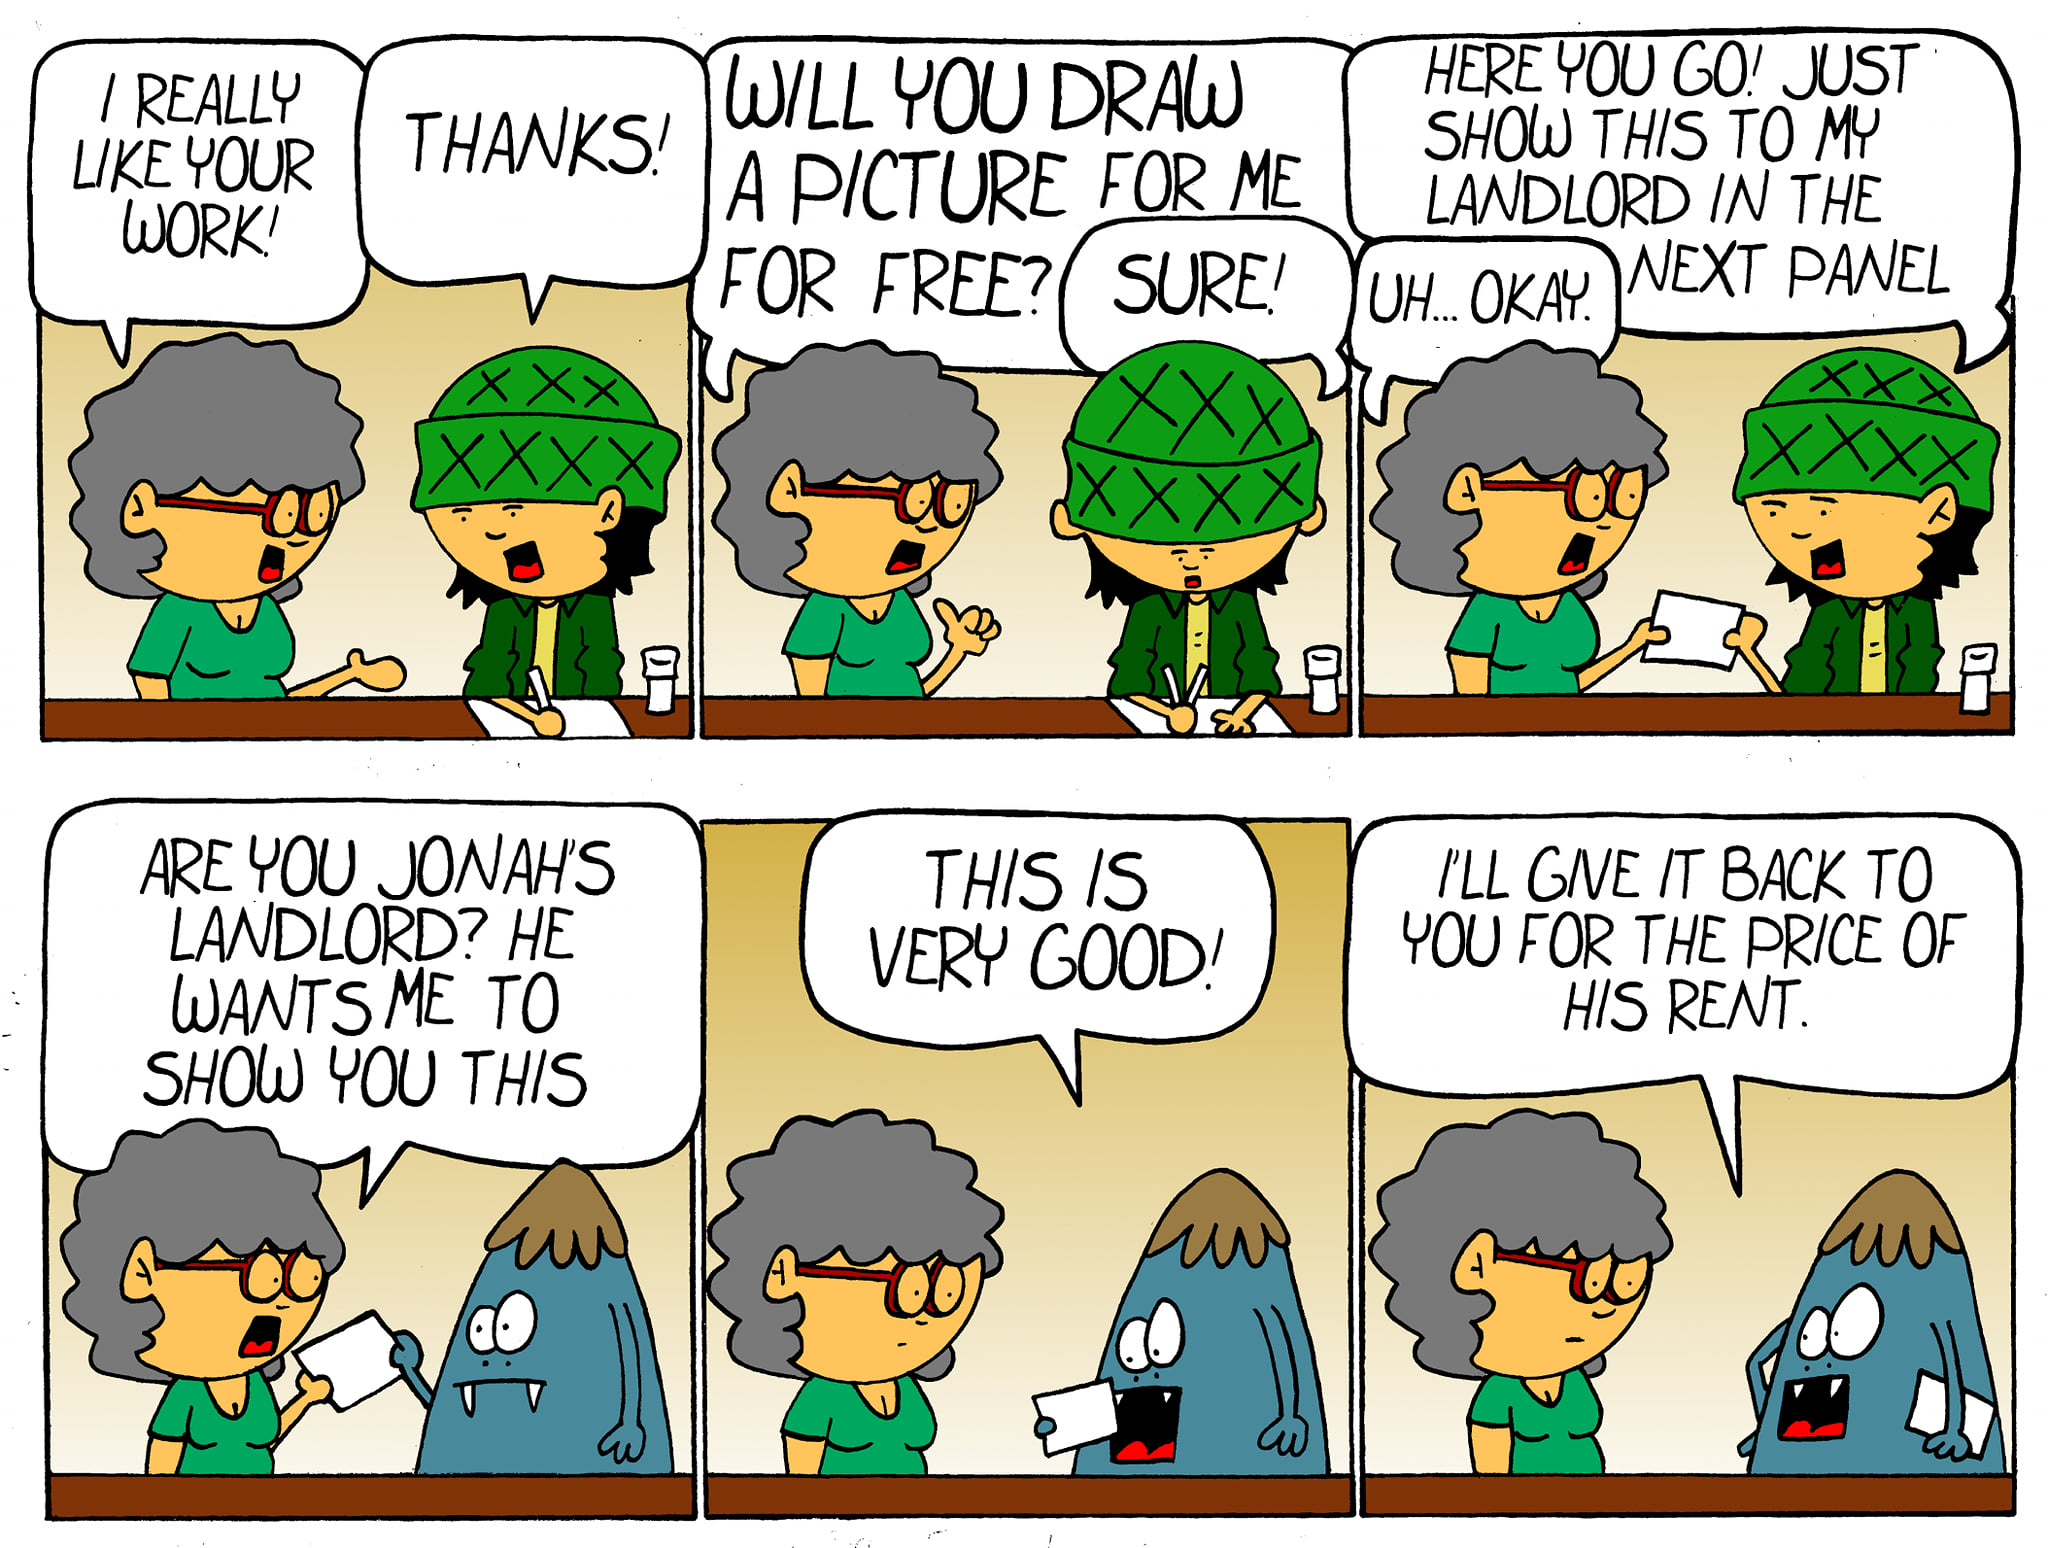 I REALLY
LIKE YOUR
WORK!
THANKS!
WILL YOU DRAW
A PICTURE FOR ME
FOR FREE?
SURE!
HERE YOU GO! JUST
SHOW THIS TO MY
LANDLORD IN THE
NEXT PANEL
UH... OKAY.
ARE YOU JONAH'S
LANDLORD? HE
WANTS ME TO
SHOW YOU THIS
THIS IS
VERY GOOD!
I'LL GIVE IT BACK TO
YOU FOR THE PRICE OF
HIS RENT.